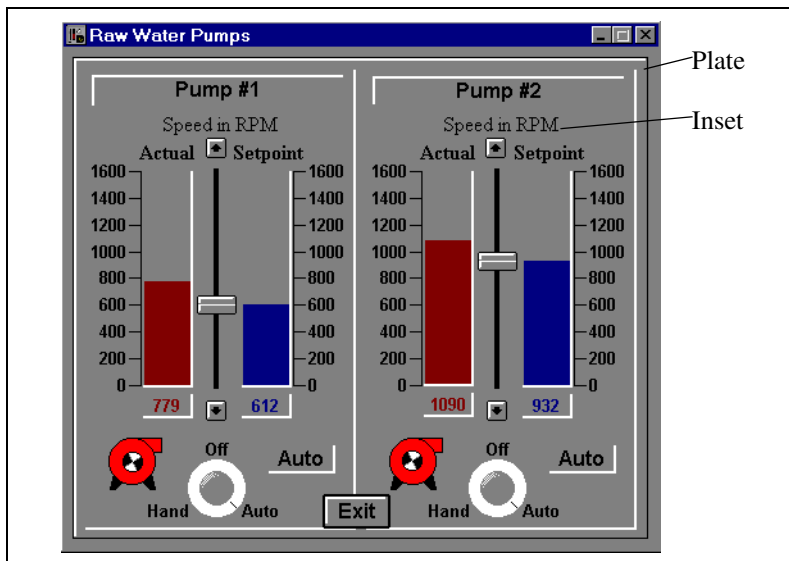 Raw Water Pumps
Plate
Pump #1
Pump #2
Inset
Speed in RPM
Speed in RPM
Actual Setpoint
Actual Setpoint
1600 1600 1600 1600
1400 1400 1400 1400
1200 1200 1200 1200
1000 1000 1000 1000
800 800 800 800
600 600 600 600
400 400 400 400
200 200 200 200
0 0 0 0
779 612 1090 932
Off Auto Off Auto
Hand Auto Hand Auto
Exit